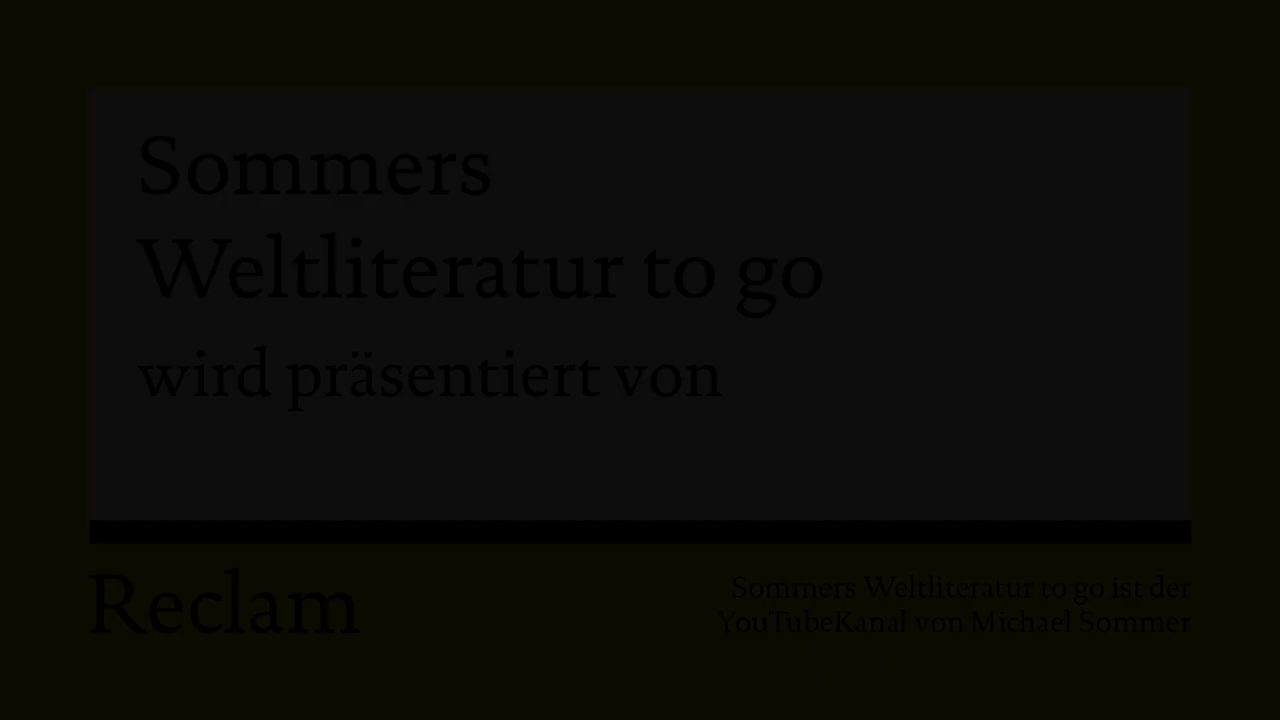 Sommers
Weltliteratur to go
wird präsentiert von
Reclam
Sommers Weltliteratur to go ist der
YouTubeKanal von Michael Sommer